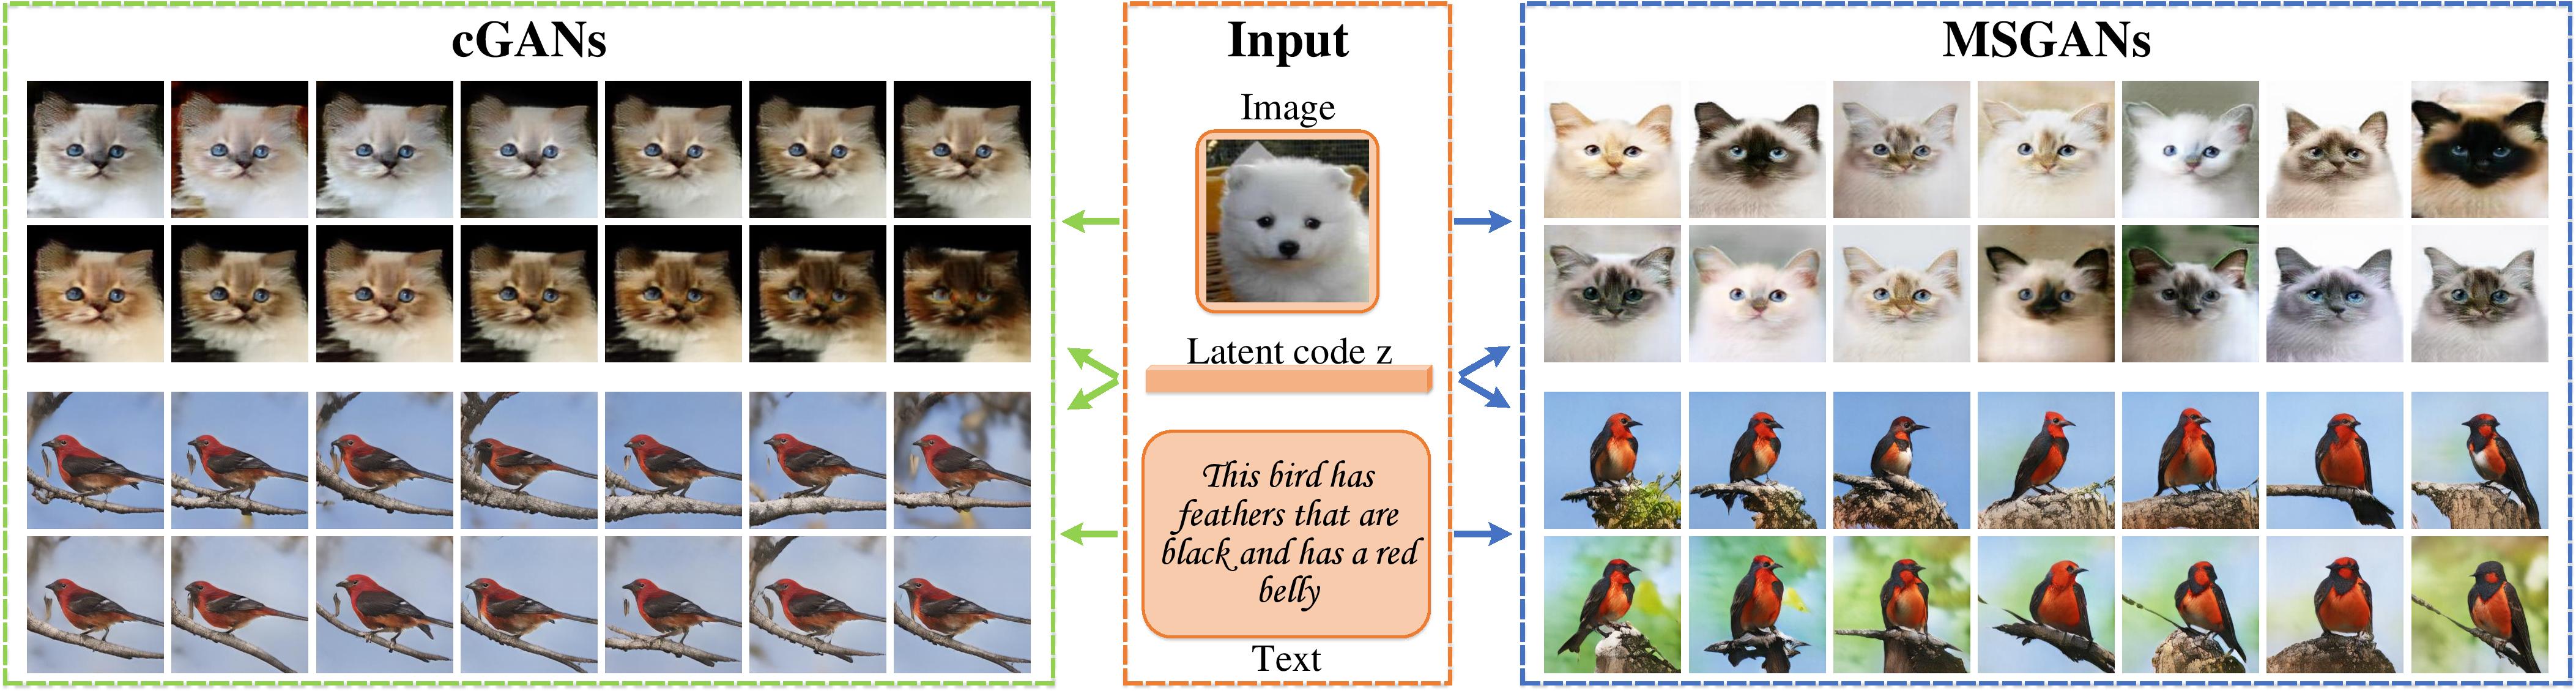 cGANs
Input
MSGANs
Image
Latent code z
This bird has
feathers that are
black and has a red
belly
Text